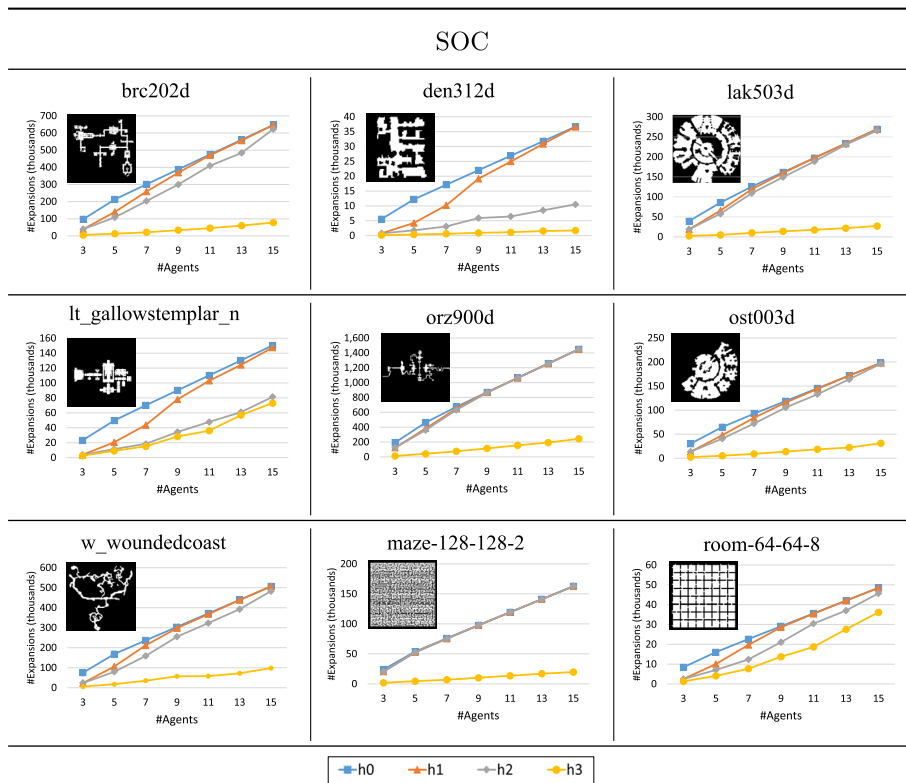 SOC
brc202d
den312d
lak503d
#Expansions (thousands)
700
600
500
400
300
200
100
0
3 5 7 9 11 13 15
#Agents
#Expansions (thousands)
40
35
30
25
20
15
10
5
0
3 5 7 9 11 13 15
#Agents
#Expansions (thousands)
300
250
200
150
100
50
0
3 5 7 9 11 13 15
#Agents
lt_gallowstemplar_n
orz900d
ost003d
#Expansions (thousands)
160
140
120
100
80
60
40
20
0
3 5 7 9 11 13 15
#Agents
#Expansions (thousands)
1,600
1,400
1,200
1,000
800
600
400
200
0
3 5 7 9 11 13 15
#Agents
#Expansions (thousands)
250
200
150
100
50
0
3 5 7 9 11 13 15
#Agents
w_woundedcoast
maze-128-128-2
room-64-64-8
#Expansions (thousands)
600
500
400
300
200
100
0
3 5 7 9 11 13 15
#Agents
#Expansions (thousands)
200
150
100
50
0
3 5 7 9 11 13 15
#Agents
#Expansions (thousands)
60
50
40
30
20
10
0
3 5 7 9 11 13 15
#Agents
h0 h1 h2 h3